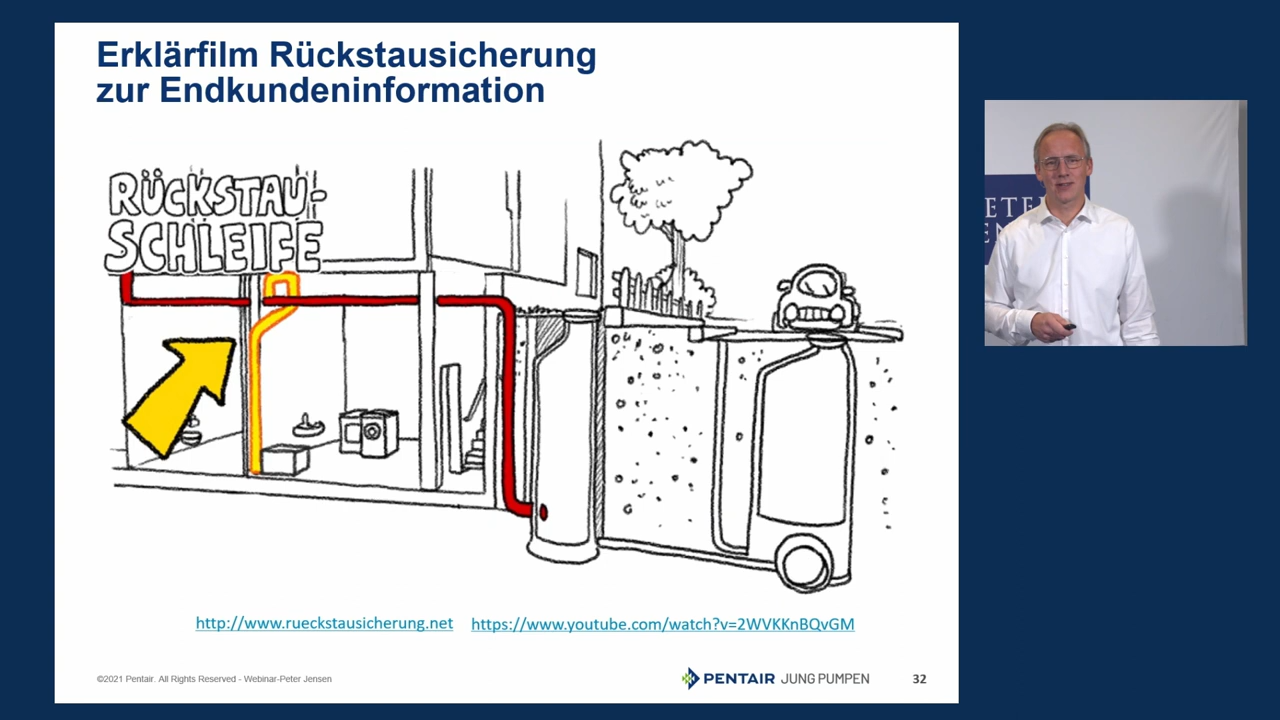 Erklärfilm Rückstausicherung
zur Endkundeninformation
RÜCKSTAU-
SCHLEIFE
http://www.rueckstausicherung.net https://www.youtube.com/watch?v=2WVKKnBQvGM
©2021 Pentair. All Rights Reserved - Webinar-Peter Jensen
PENTAIR JUNG PUMPEN
32